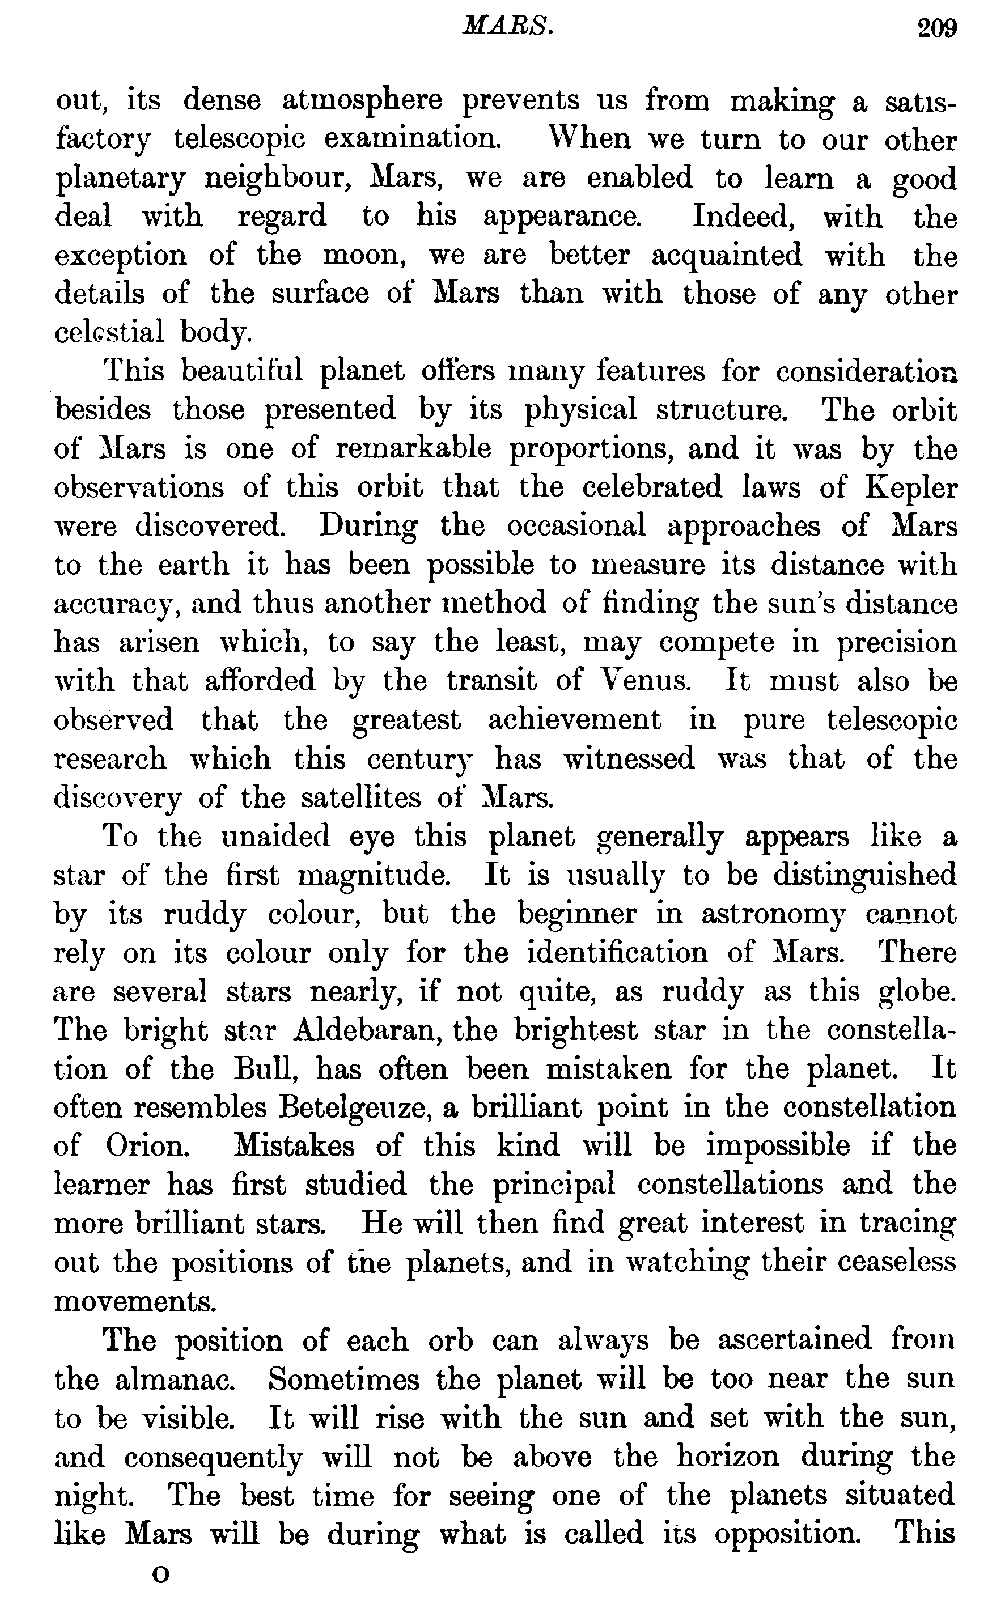 MARS. 209
out, its dense atmosphere prevents us from making a satis-
factory telescopic examination. When we turn to our other
planetary neighbour, Mars, we are enabled to learn a good
deal with regard to his appearance. Indeed, with the
exception of the moon, we are better acquainted with the
details of the surface of Mars than with those of any other
celestial body.
This beautiful planet offers many features for consideration
besides those presented by its physical structure. The orbit
of Mars is one of remarkable proportions, and it was by the
observations of this orbit that the celebrated laws of Kepler
were discovered. During the occasional approaches of Mars
to the earth it has been possible to measure its distance with
accuracy, and thus another method of finding the sun's distance
has arisen which, to say the least, may compete in precision
with that afforded by the transit of Venus. It must also be
observed that the greatest achievement in pure telescopic
research which this century has witnessed was that of the
discovery of the satellites of Mars.
To the unaided eye this planet generally appears like a
star of the first magnitude. It is usually to be distinguished
by its ruddy colour, but the beginner in astronomy cannot
rely on its colour only for the identification of Mars. There
are several stars nearly, if not quite, as ruddy as this globe.
The bright star Aldebaran, the brightest star in the constella-
tion of the Bull, has often been mistaken for the planet. It
often resembles Betelgeuze, a brilliant point in the constellation
of Orion. Mistakes of this kind will be impossible if the
learner has first studied the principal constellations and the
more brilliant stars. He will then find great interest in tracing
out the positions of the planets, and in watching their ceaseless
movements.
The position of each orb can always be ascertained from
the almanac. Sometimes the planet will be too near the sun
to be visible. It will rise with the sun and set with the sun,
and consequently will not be above the horizon during the
night. The best time for seeing one of the planets situated
like Mars will be during what is called its opposition. This
O